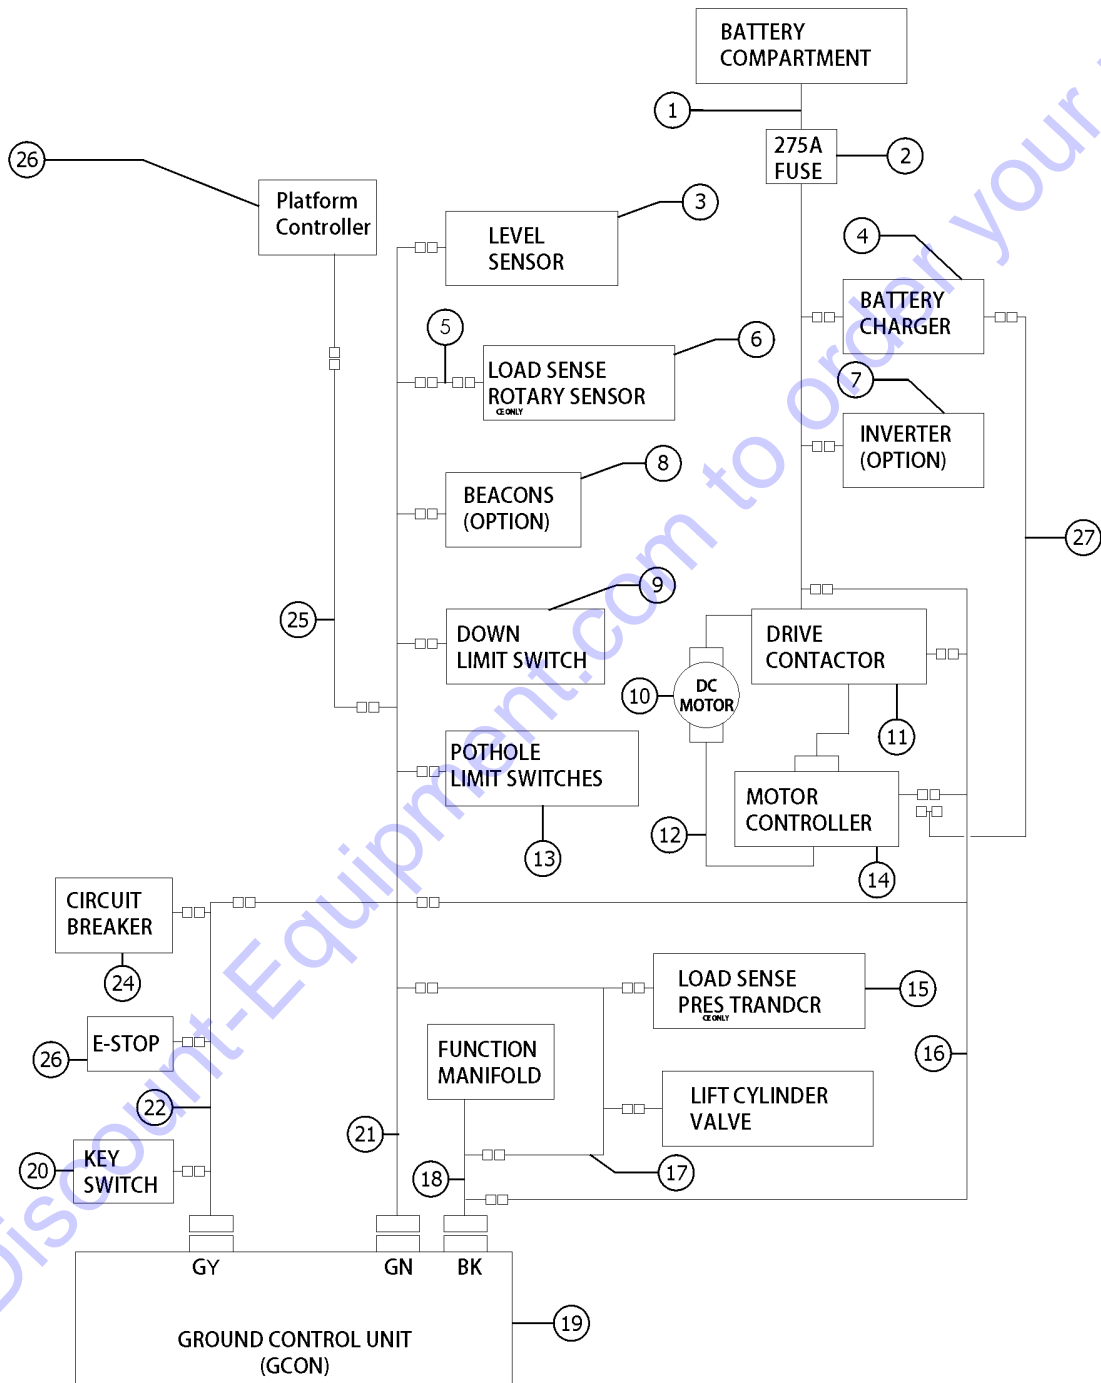 BATTERY
COMPARTMENT
1
275A
FUSE
2
26
Platform
Controller
3
LEVEL
SENSOR
4
BATTERY
CHARGER
5
6
LOAD SENSE
ROTARY SENSOR
CE ONLY
7
INVERTER
(OPTION)
8
BEACONS
(OPTION)
27
9
DOWN
LIMIT SWITCH
25
DRIVE
CONTACTOR
10
DC
MOTOR
11
POTHOLE
LIMIT SWITCHES
MOTOR
CONTROLLER
12
13
14
CIRCUIT
BREAKER
24
LOAD SENSE
PRES TRANDCR
CE ONLY
15
E-STOP
26
FUNCTION
MANIFOLD
16
22
LIFT CYLINDER
VALVE
21
KEY
SWITCH
20
18
17
GY
GN
BK
19
GROUND CONTROL UNIT
(GCON)
Discount-Equipment.com to order your